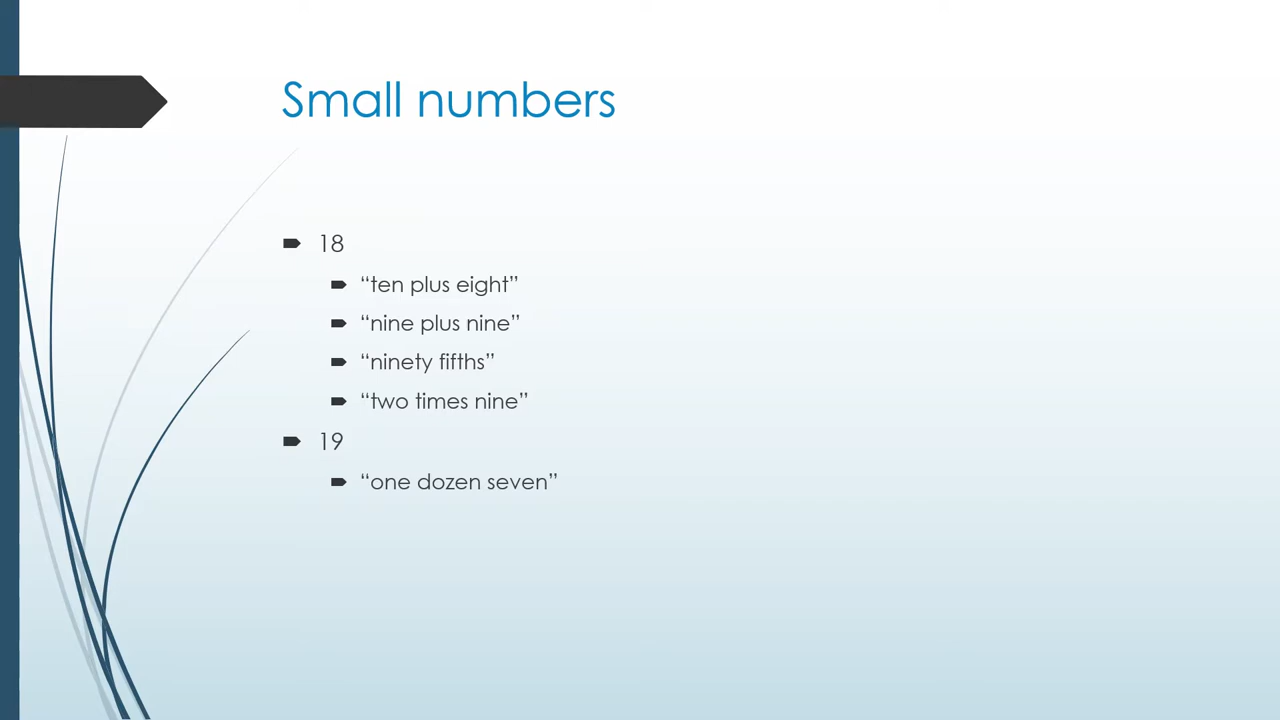 Small numbers
18
“ten plus eight”
“nine plus nine”
“ninety fifths”
“two times nine”
19
“one dozen seven”